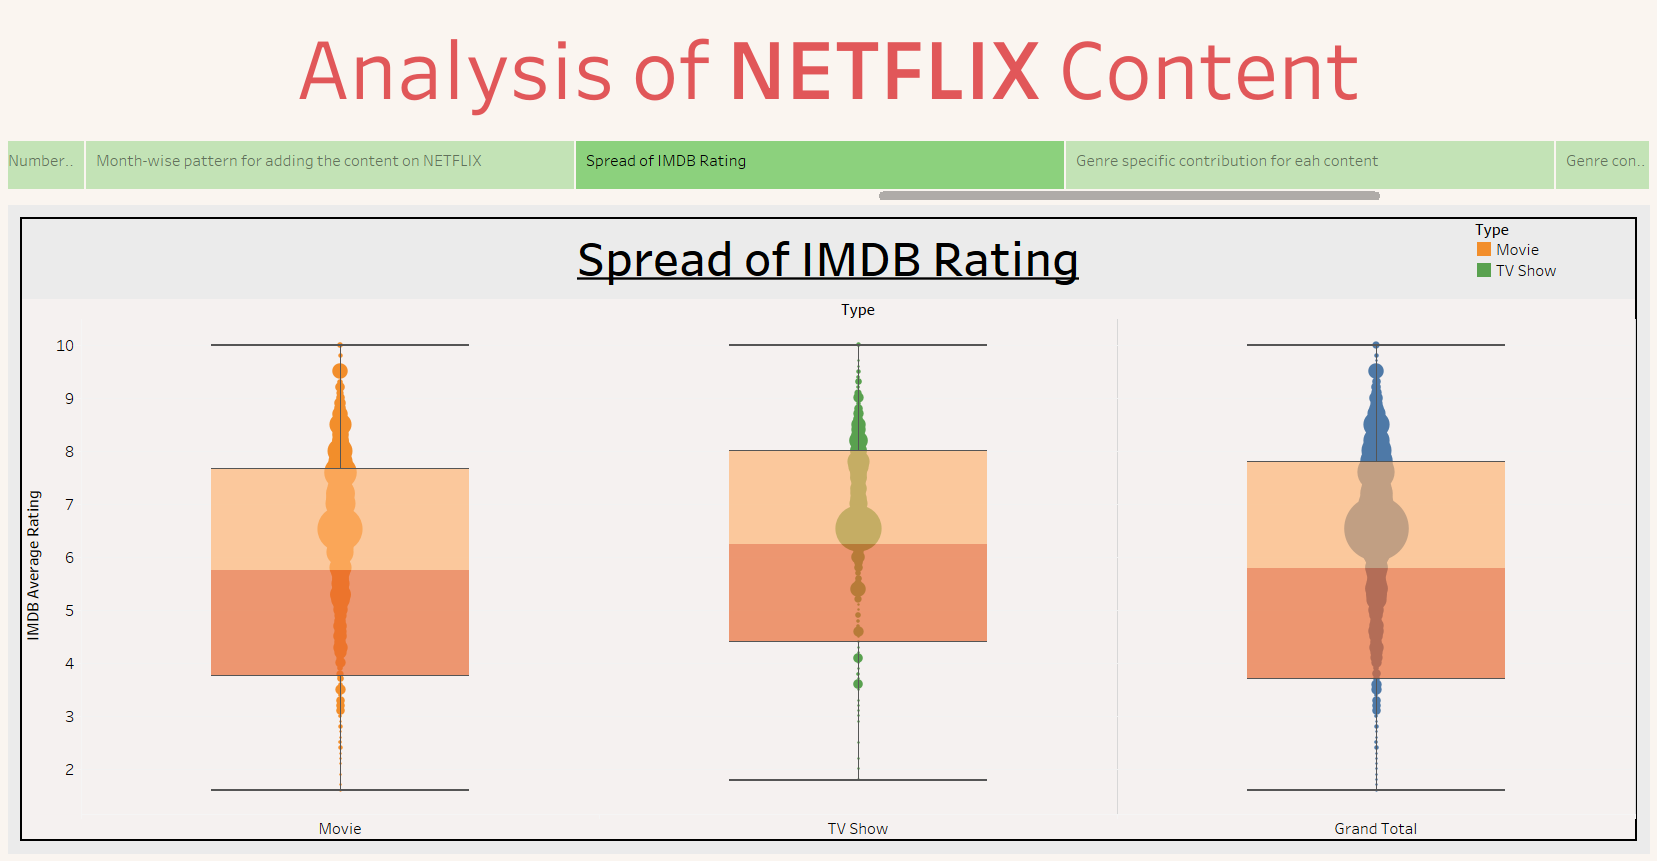 Analysis of NETFLIX Content
Number..
Month-wise pattern for adding the content on NETFLIX
Spread of IMDB Rating
Genre specific contribution for eah content
Genre con..
Spread of IMDB Rating
Type
Movie
TV Show
Type
IMDB Average Rating
10
9
8
7
6
5
4
3
2
Movie
TV Show
Grand Total